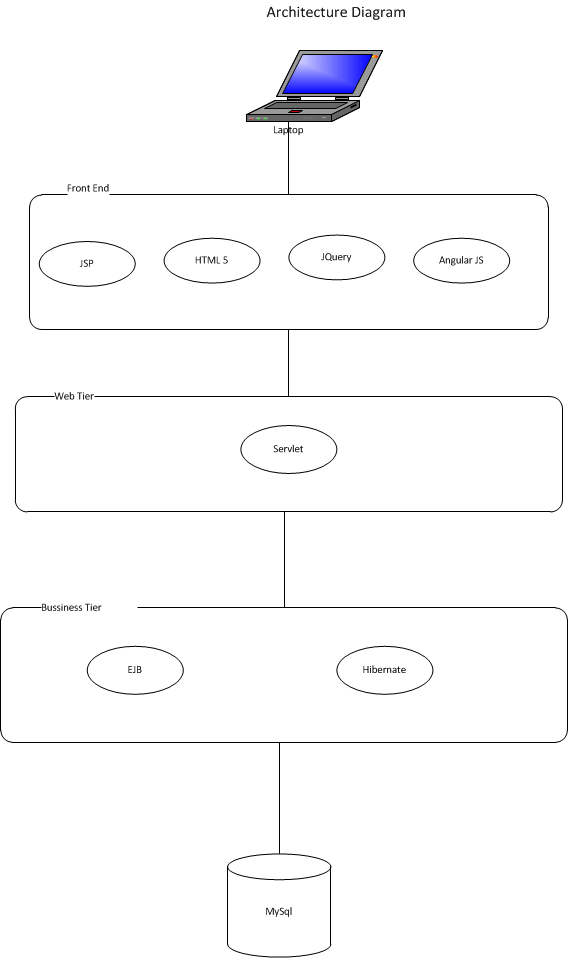 Architecture Diagram
Laptop
Front End
JSP
HTML 5
JQuery
Angular JS
Web Tier
Servlet
Bussiness Tier
EJB
Hibernate
MySql